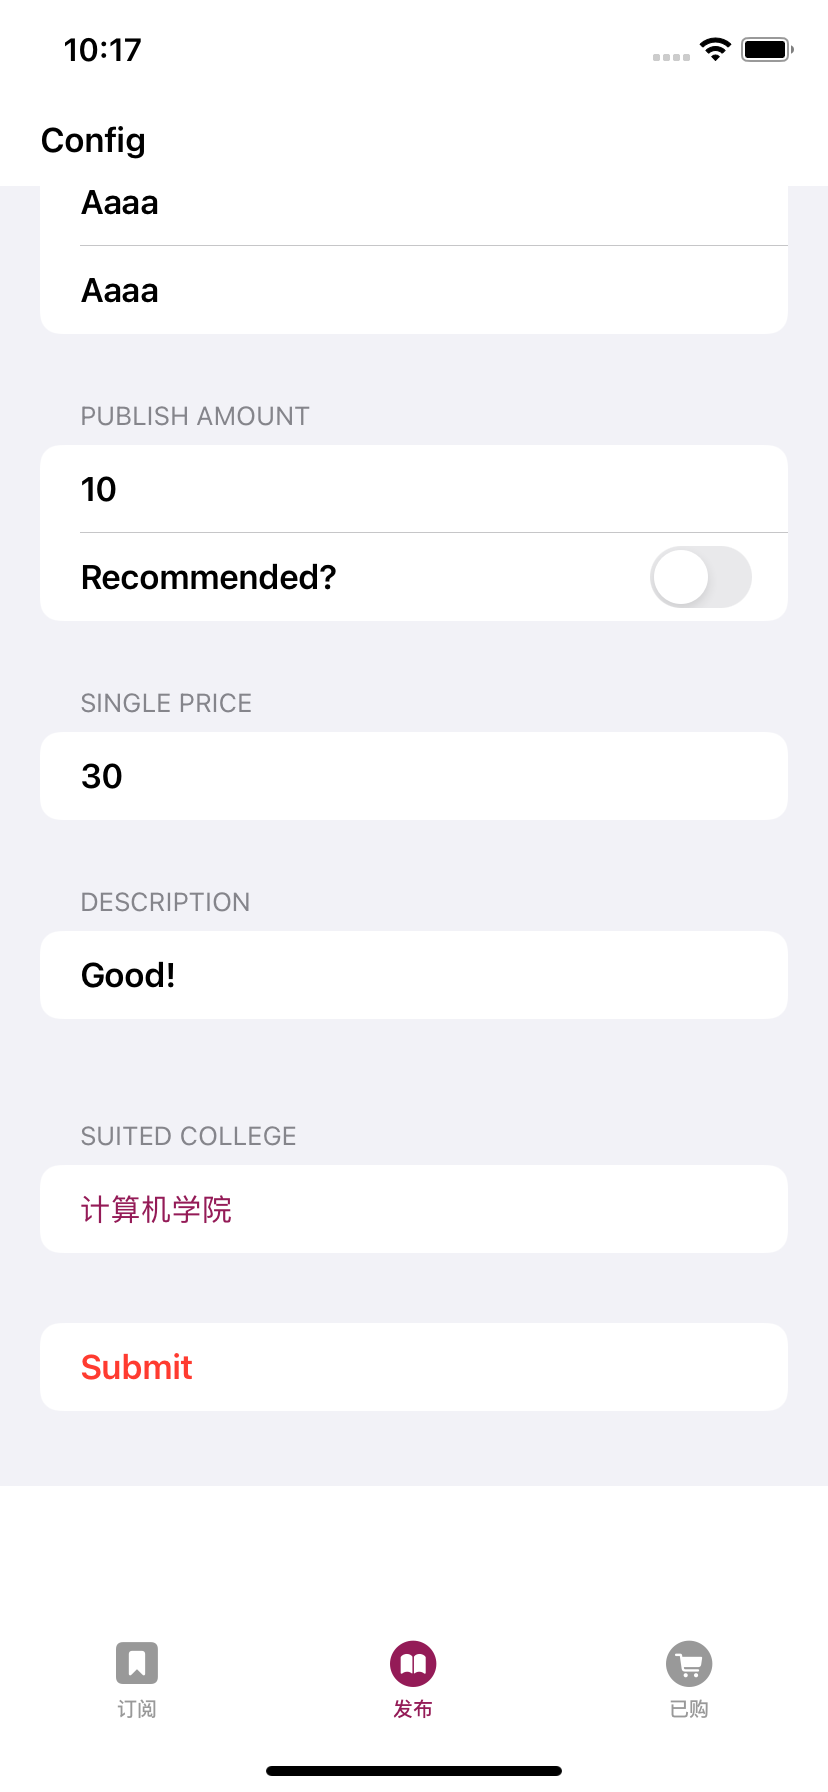 10:17
Config
Aaaa
Aaaa
PUBLISH AMOUNT
10
Recommended?
SINGLE PRICE
30
DESCRIPTION
Good!
SUITED COLLEGE
计算机学院
Submit
订阅
发布
已购